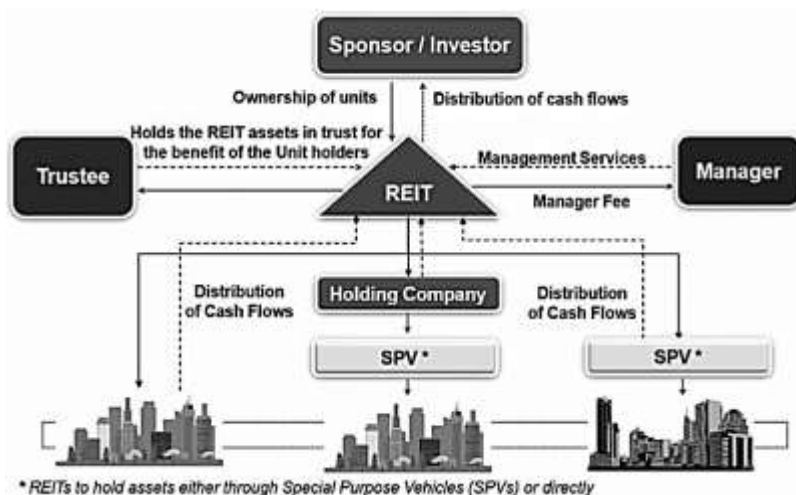 Sponsor / Investor
Ownership of units
Distribution of cash flows
Holds the REIT assets in trust for
the benefit of the Unit holders
Trustee
REIT
Management Services
Manager Fee
Manager
Distribution
of Cash Flows
Holding Company
Distribution
of Cash Flows
SPV *
SPV *
* REITs to hold assets either through Special Purpose Vehicles (SPVs) or directly